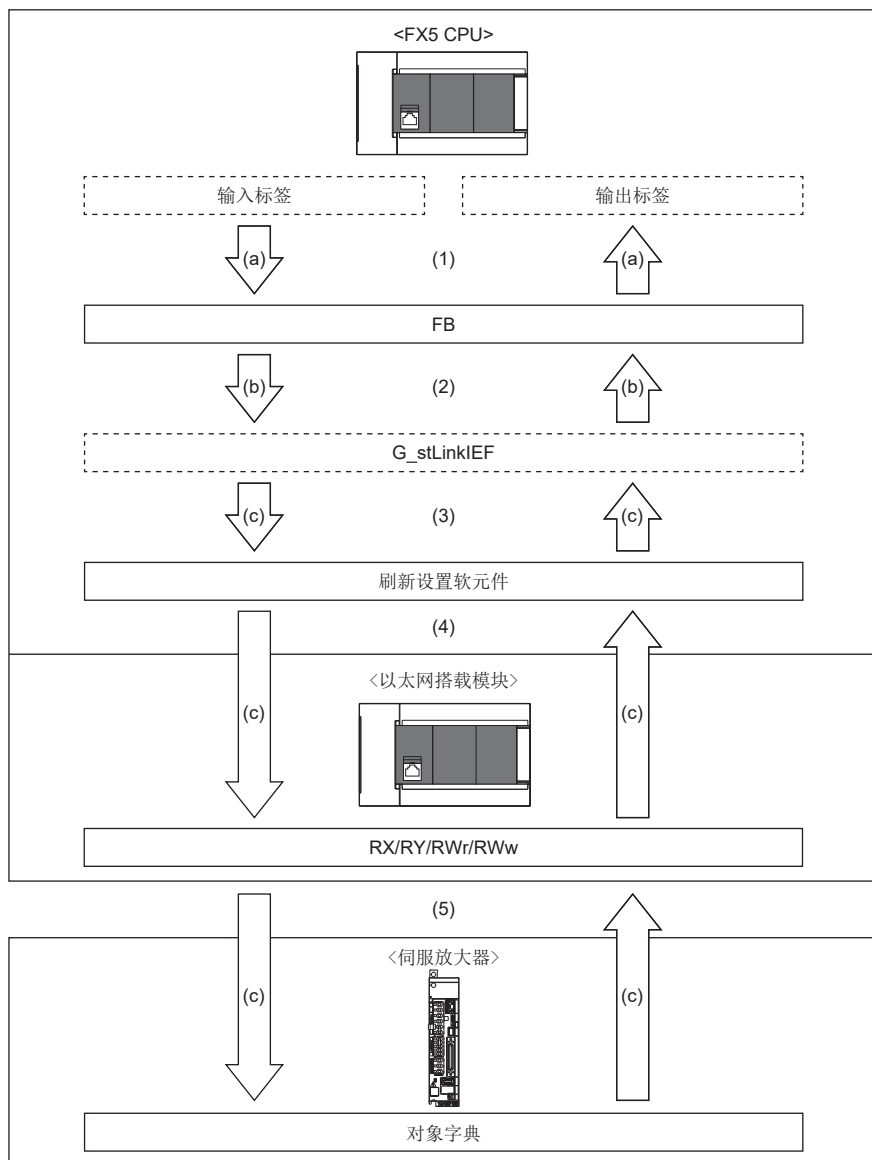 <FX5 CPU>
输入标签 输出标签
(a) (1) (a)
FB
(b) (2) (b)
G_stLinkIEF
(c) (3) (c)
刷新设置软元件
(4)
<以太网搭载模块>
(c) (c)
RX/RY/RWr/RWw
(5)
<伺服放大器>
(c) (c)
对象字典